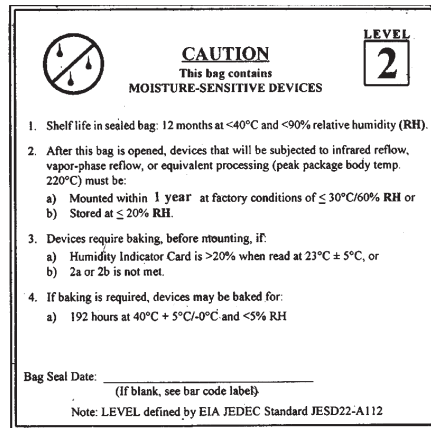 LEVEL
2
CAUTION
This bag contains
MOISTURE-SENSITIVE DEVICES
1. Shelf life in sealed bag: 12 months at <40°C and <90% relative humidity (RH).
2. After this bag is opened, devices that will be subjected to infrared reflow,
vapor-phase reflow, or equivalent processing (peak package body temp.
220°C) must be:
a) Mounted within 1 year at factory conditions of ≤ 30°C/60% RH or
b) Stored at ≤ 20% RH.
3. Devices require baking, before mounting, if:
a) Humidity Indicator Card is >20% when read at 23°C ± 5°C, or
b) 2a or 2b is not met.
4. If baking is required, devices may be baked for:
a) 192 hours at 40°C + 5°C/-0°C and <5% RH
Bag Seal Date:
(If blank, see bar code label)
Note: LEVEL defined by EIA JEDEC Standard JESD22-A112